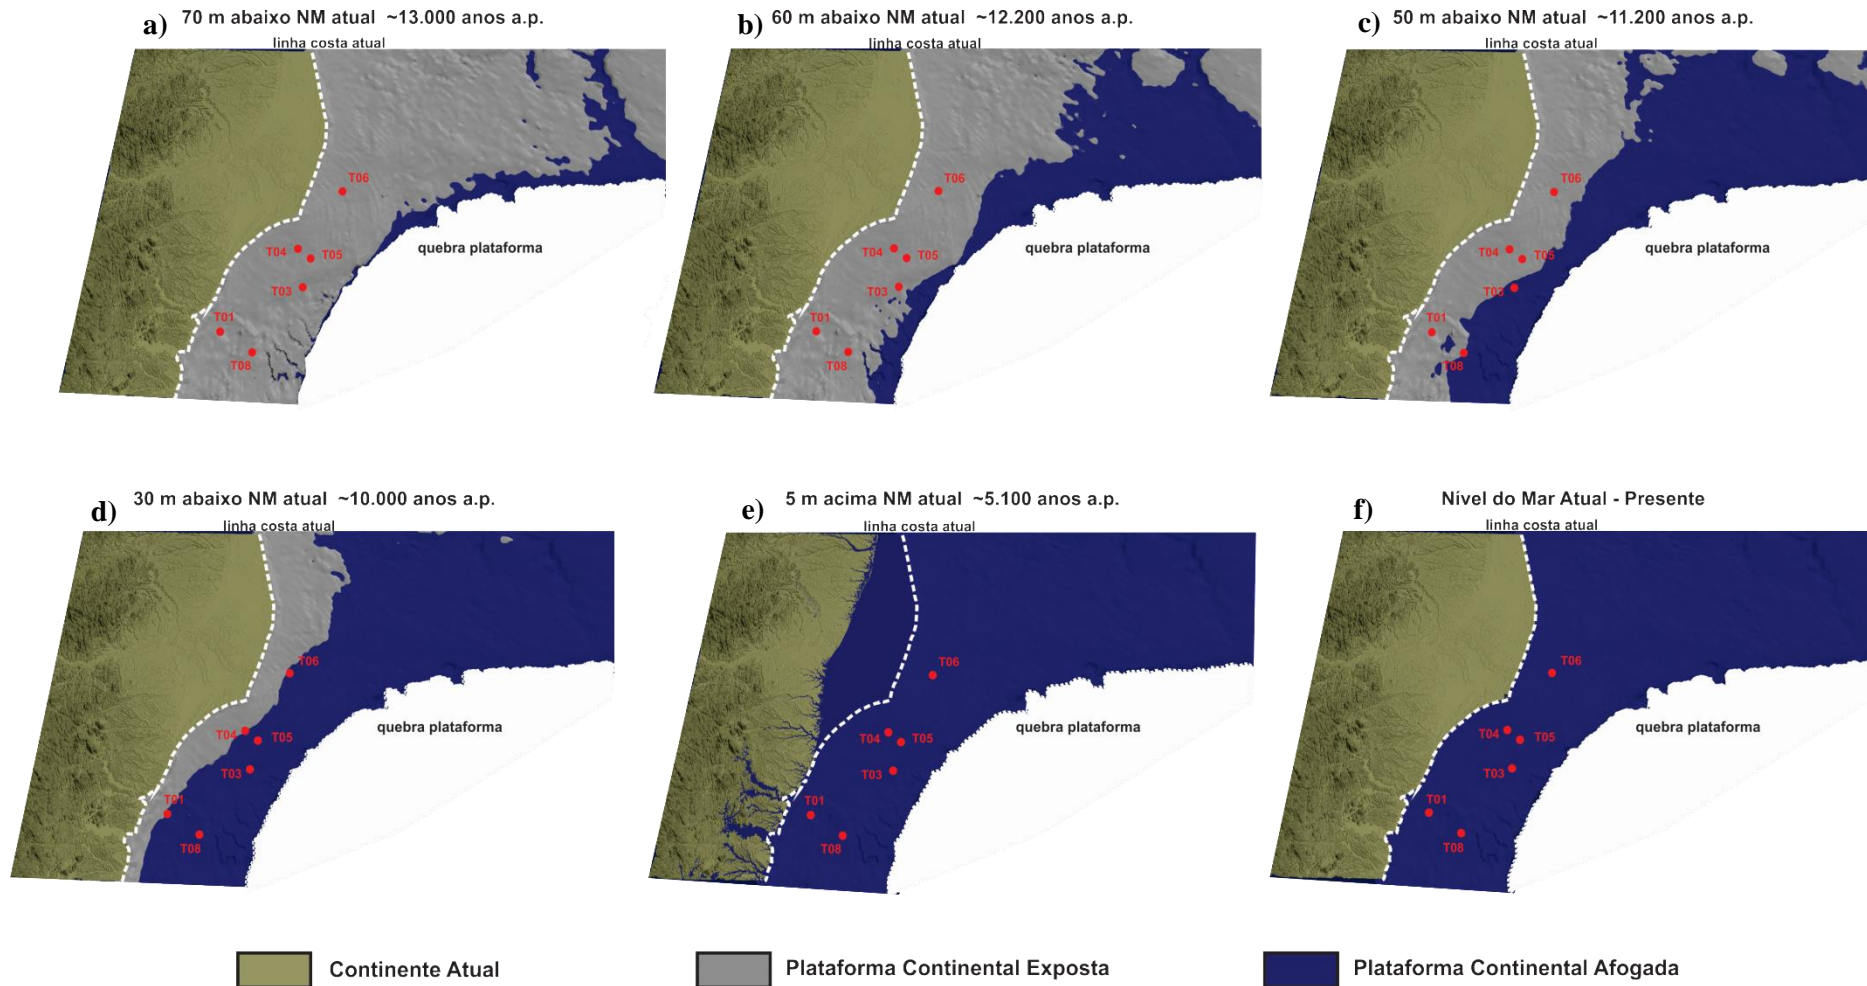 a) 70 m abaixo NM atual ~13.000 anos a.p.
linha costa atual
T06
T04
T05
T03
T01
T08
quebra plataforma
b) 60 m abaixo NM atual ~12.200 anos a.p.
linha costa atual
T06
T04
T05
T03
T01
T08
quebra plataforma
c) 50 m abaixo NM atual ~11.200 anos a.p.
linha costa atual
T06
T04
T05
T03
T01
T08
quebra plataforma
d) 30 m abaixo NM atual ~10.000 anos a.p.
linha costa atual
T06
T04
T05
T03
T01
T08
quebra plataforma
e) 5 m acima NM atual ~5.100 anos a.p.
linha costa atual
T06
T04
T05
T03
T01
T08
quebra plataforma
f) Nível do Mar Atual - Presente
linha costa atual
T06
T04
T05
T03
T01
T08
quebra plataforma
Continente Atual
Plataforma Continental Exposta
Plataforma Continental Afogada